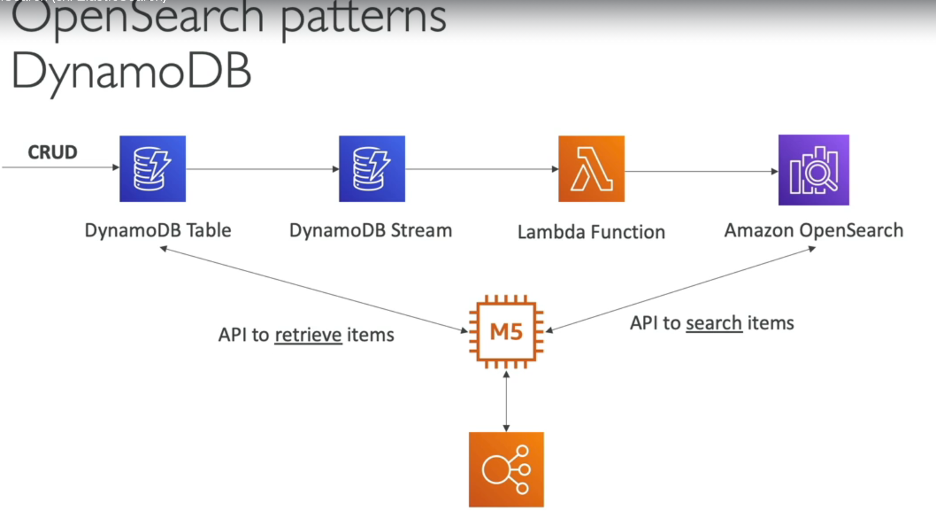 OpenSearch patterns
DynamoDB
CRUD
DynamoDB Table
DynamoDB Stream
Lambda Function
Amazon OpenSearch
API to retrieve items
M5
API to search items